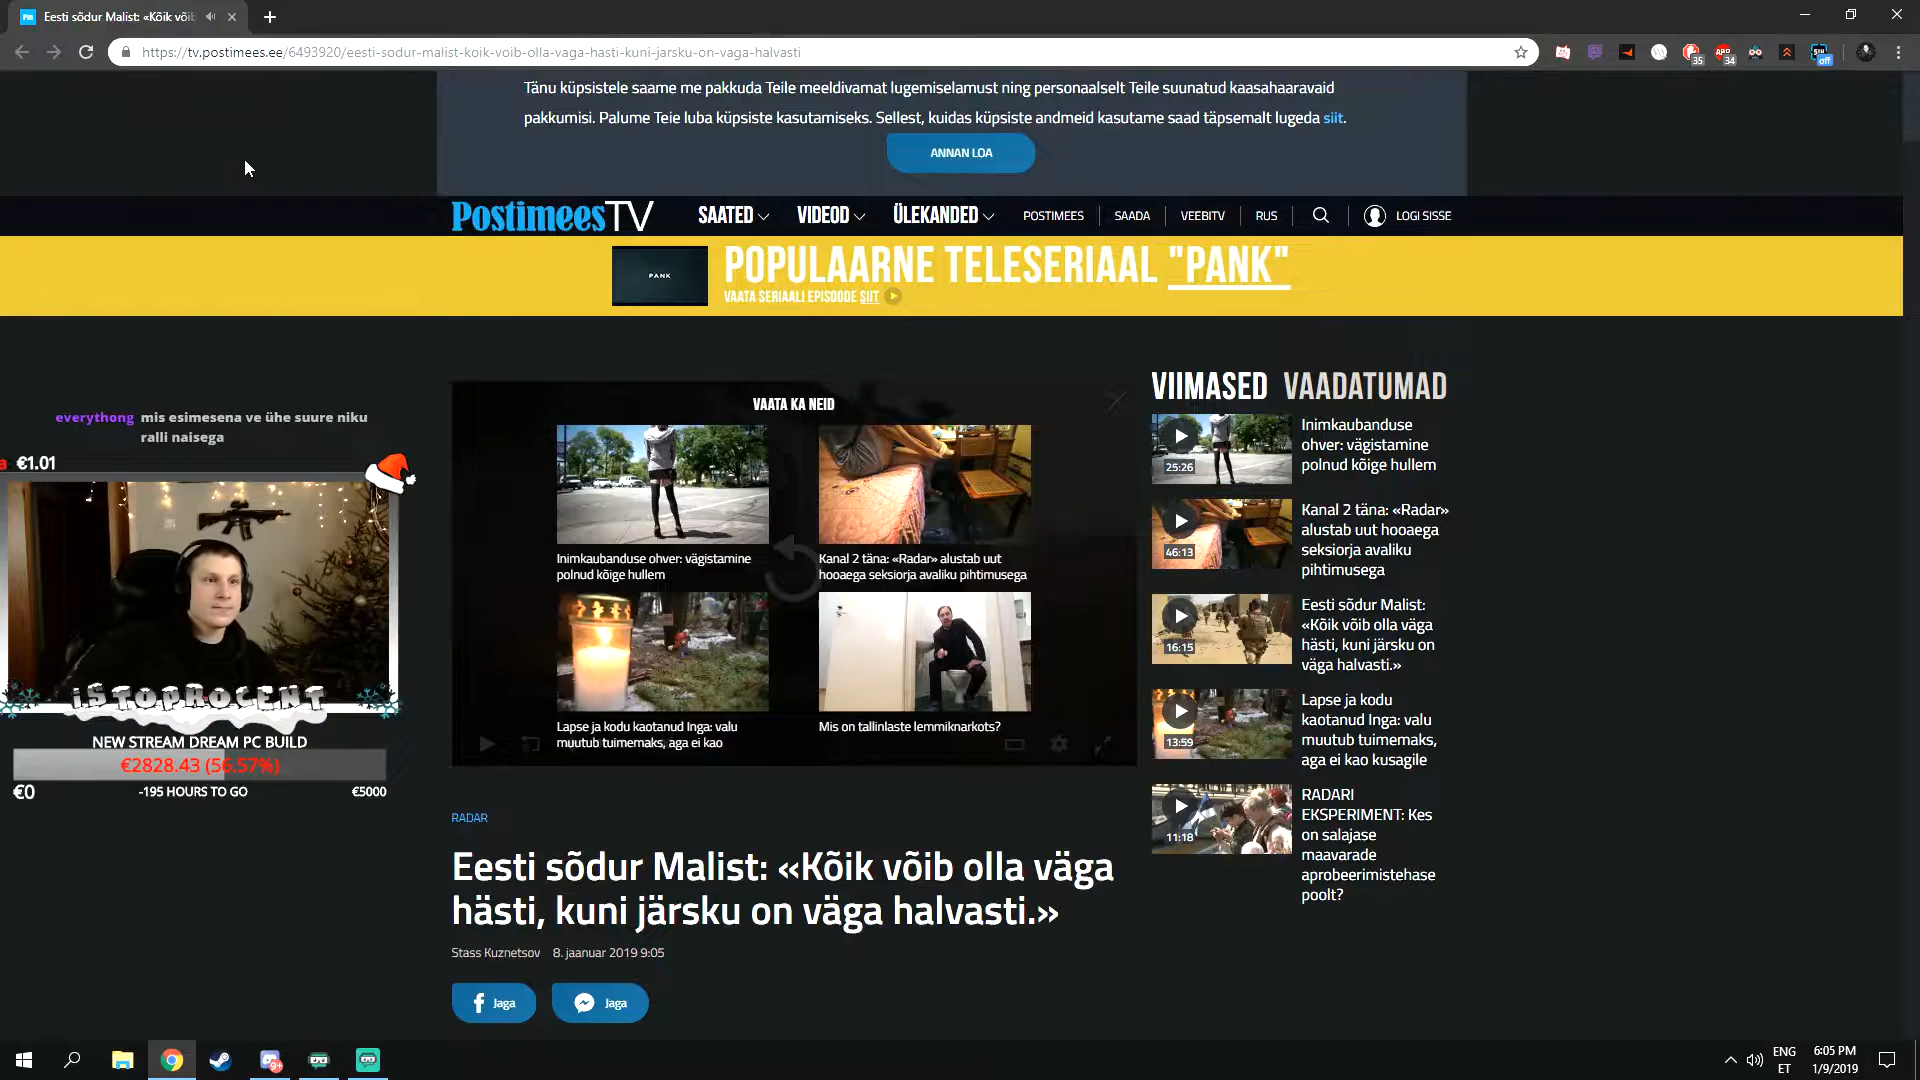 Eesti sõdur Malist: «Kõik võib
https://tv.postimees.ee/6493920/eesti-sodur-malist-koik-voib-olla-vaga-hasti-kuni-jarsku-on-vaga-halvasti
35
34
off
Tänu küpsistele saame me pakkuda Teile meeldivamat lugemiselamust ning personaalselt Teile suunatud kaasahaaravaid
pakkumisi. Palume Teie luba küpsiste kasutamiseks. Sellest, kuidas küpsiste andmeid kasutame saad täpsemalt lugeda siit.
ANNAN LOA
PostimeesTV
SAATED
VIDEOD
ÜLEKANDED
POSTIMEES
SAADA
VEEBITV
RUS
LOGI SISSE
PANK
POPULAARNE TELESERIAAL "PANK"
VAATA SERIAALI EPISOODE SIIT
VAATA KA NEID
Inimkaubanduse ohver: vägistamine
polnud kõige hullem
Kanal 2 täna: «Radar» alustab uut
hooaega seksiorja avaliku pihtimusega
Lapse ja kodu kaotanud Inga: valu
muutub tuimemaks, aga ei kao
Mis on tallinlaste lemmiknarkots?
VIIMASED
VAADATUMAD
25:26
Inimkaubanduse
ohver: vägistamine
polnud kõige hullem
46:13
Kanal 2 täna: «Radar»
alustab uut hooaega
seksiorja avaliku
pihtimusega
16:15
Eesti sõdur Malist:
«Kõik võib olla väga
hästi, kuni järsku on
väga halvasti.»
13:59
Lapse ja kodu
kaotanud Inga: valu
muutub tuimemaks,
aga ei kao kusagile
11:18
RADARI
EKSPERIMENT: Kes
on salajase
maavarade
aprobeerimistehase
poolt?
everythong mis esimesena ve ühe suure niku
ralli naisega
a €1.01
iSTOPROCENT
NEW STREAM DREAM PC BUILD
€2828.43 (56.57%)
€0
-195 HOURS TO GO
€5000
RADAR
Eesti sõdur Malist: «Kõik võib olla väga
hästi, kuni järsku on väga halvasti.»
Stass Kuznetsov 8. jaanuar 2019 9:05
Jaga
Jaga
9+
ENG
ET
6:05 PM
1/9/2019